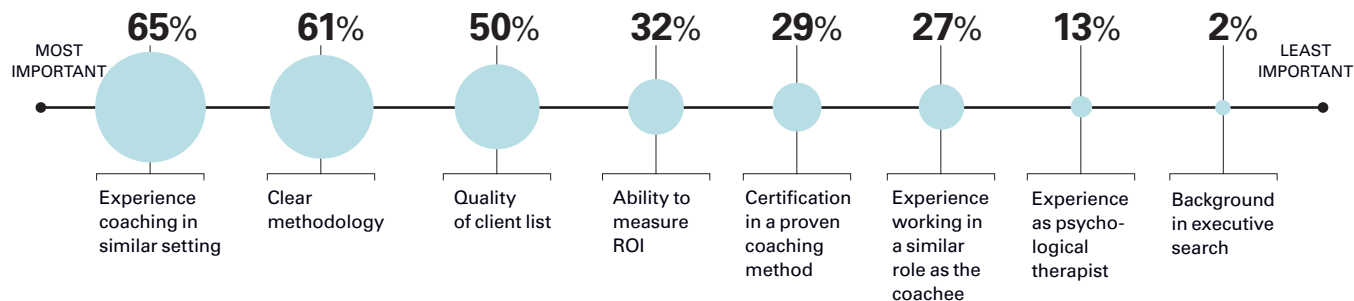 65%
61%
50%
32%
29%
27%
13%
2%
MOST
IMPORTANT
LEAST
IMPORTANT
Experience
coaching in
similar setting
Clear
methodology
Quality
of client list
Ability to
measure
ROI
Certification
in a proven
coaching
method
Experience
working in
a similar
role as the
coachee
Experience
as psycho-
logical
therapist
Background
in executive
search